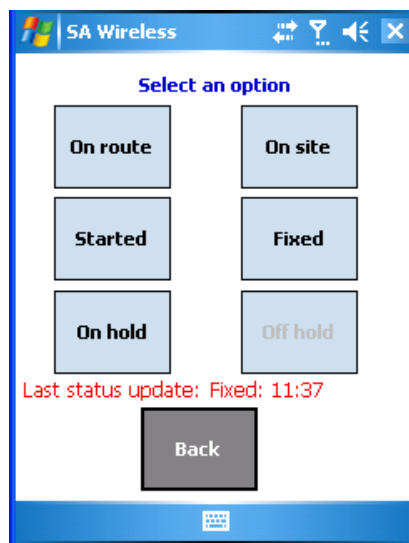 SA Wireless
Select an option
On route On site
Started Fixed
On hold Off hold
Last status update: Fixed: 11:37
Back